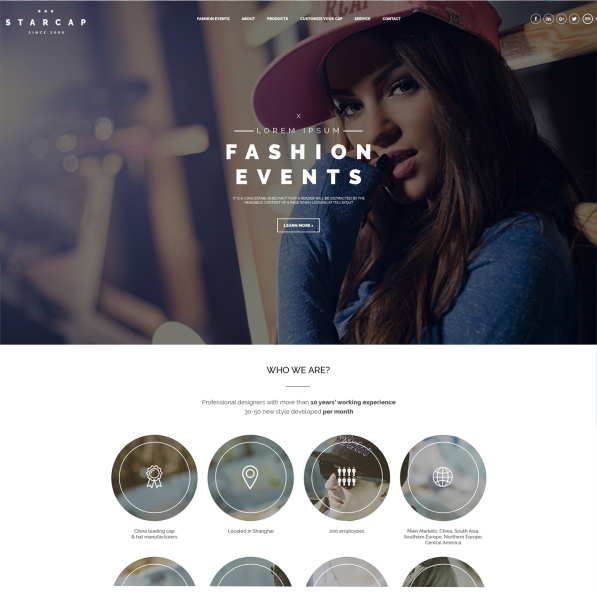 STARCAP
SINCE 2000
FASHION EVENTS ABOUT PRODUCTS CUSTOMIZE YOUR CAP SERVICE CONTACT
X
LOREM IPSUM
FASHION
EVENTS
IT IS A LONG ESTABLISHED FACT THAT A READER WILL BE DISTRACTED BY THE
READABLE CONTENT OF A PAGE WHEN LOOKING AT ITS LAYOUT.
LEARN MORE >
WHO WE ARE?
Professional designers with more than 10 years' working experience
30-50 new style developed per month
China leading cap
& hat manufacturers
Located in Shanghai
200 employees
Main Markets: China, South Asia,
Southern Europe, Northern Europe,
Central America